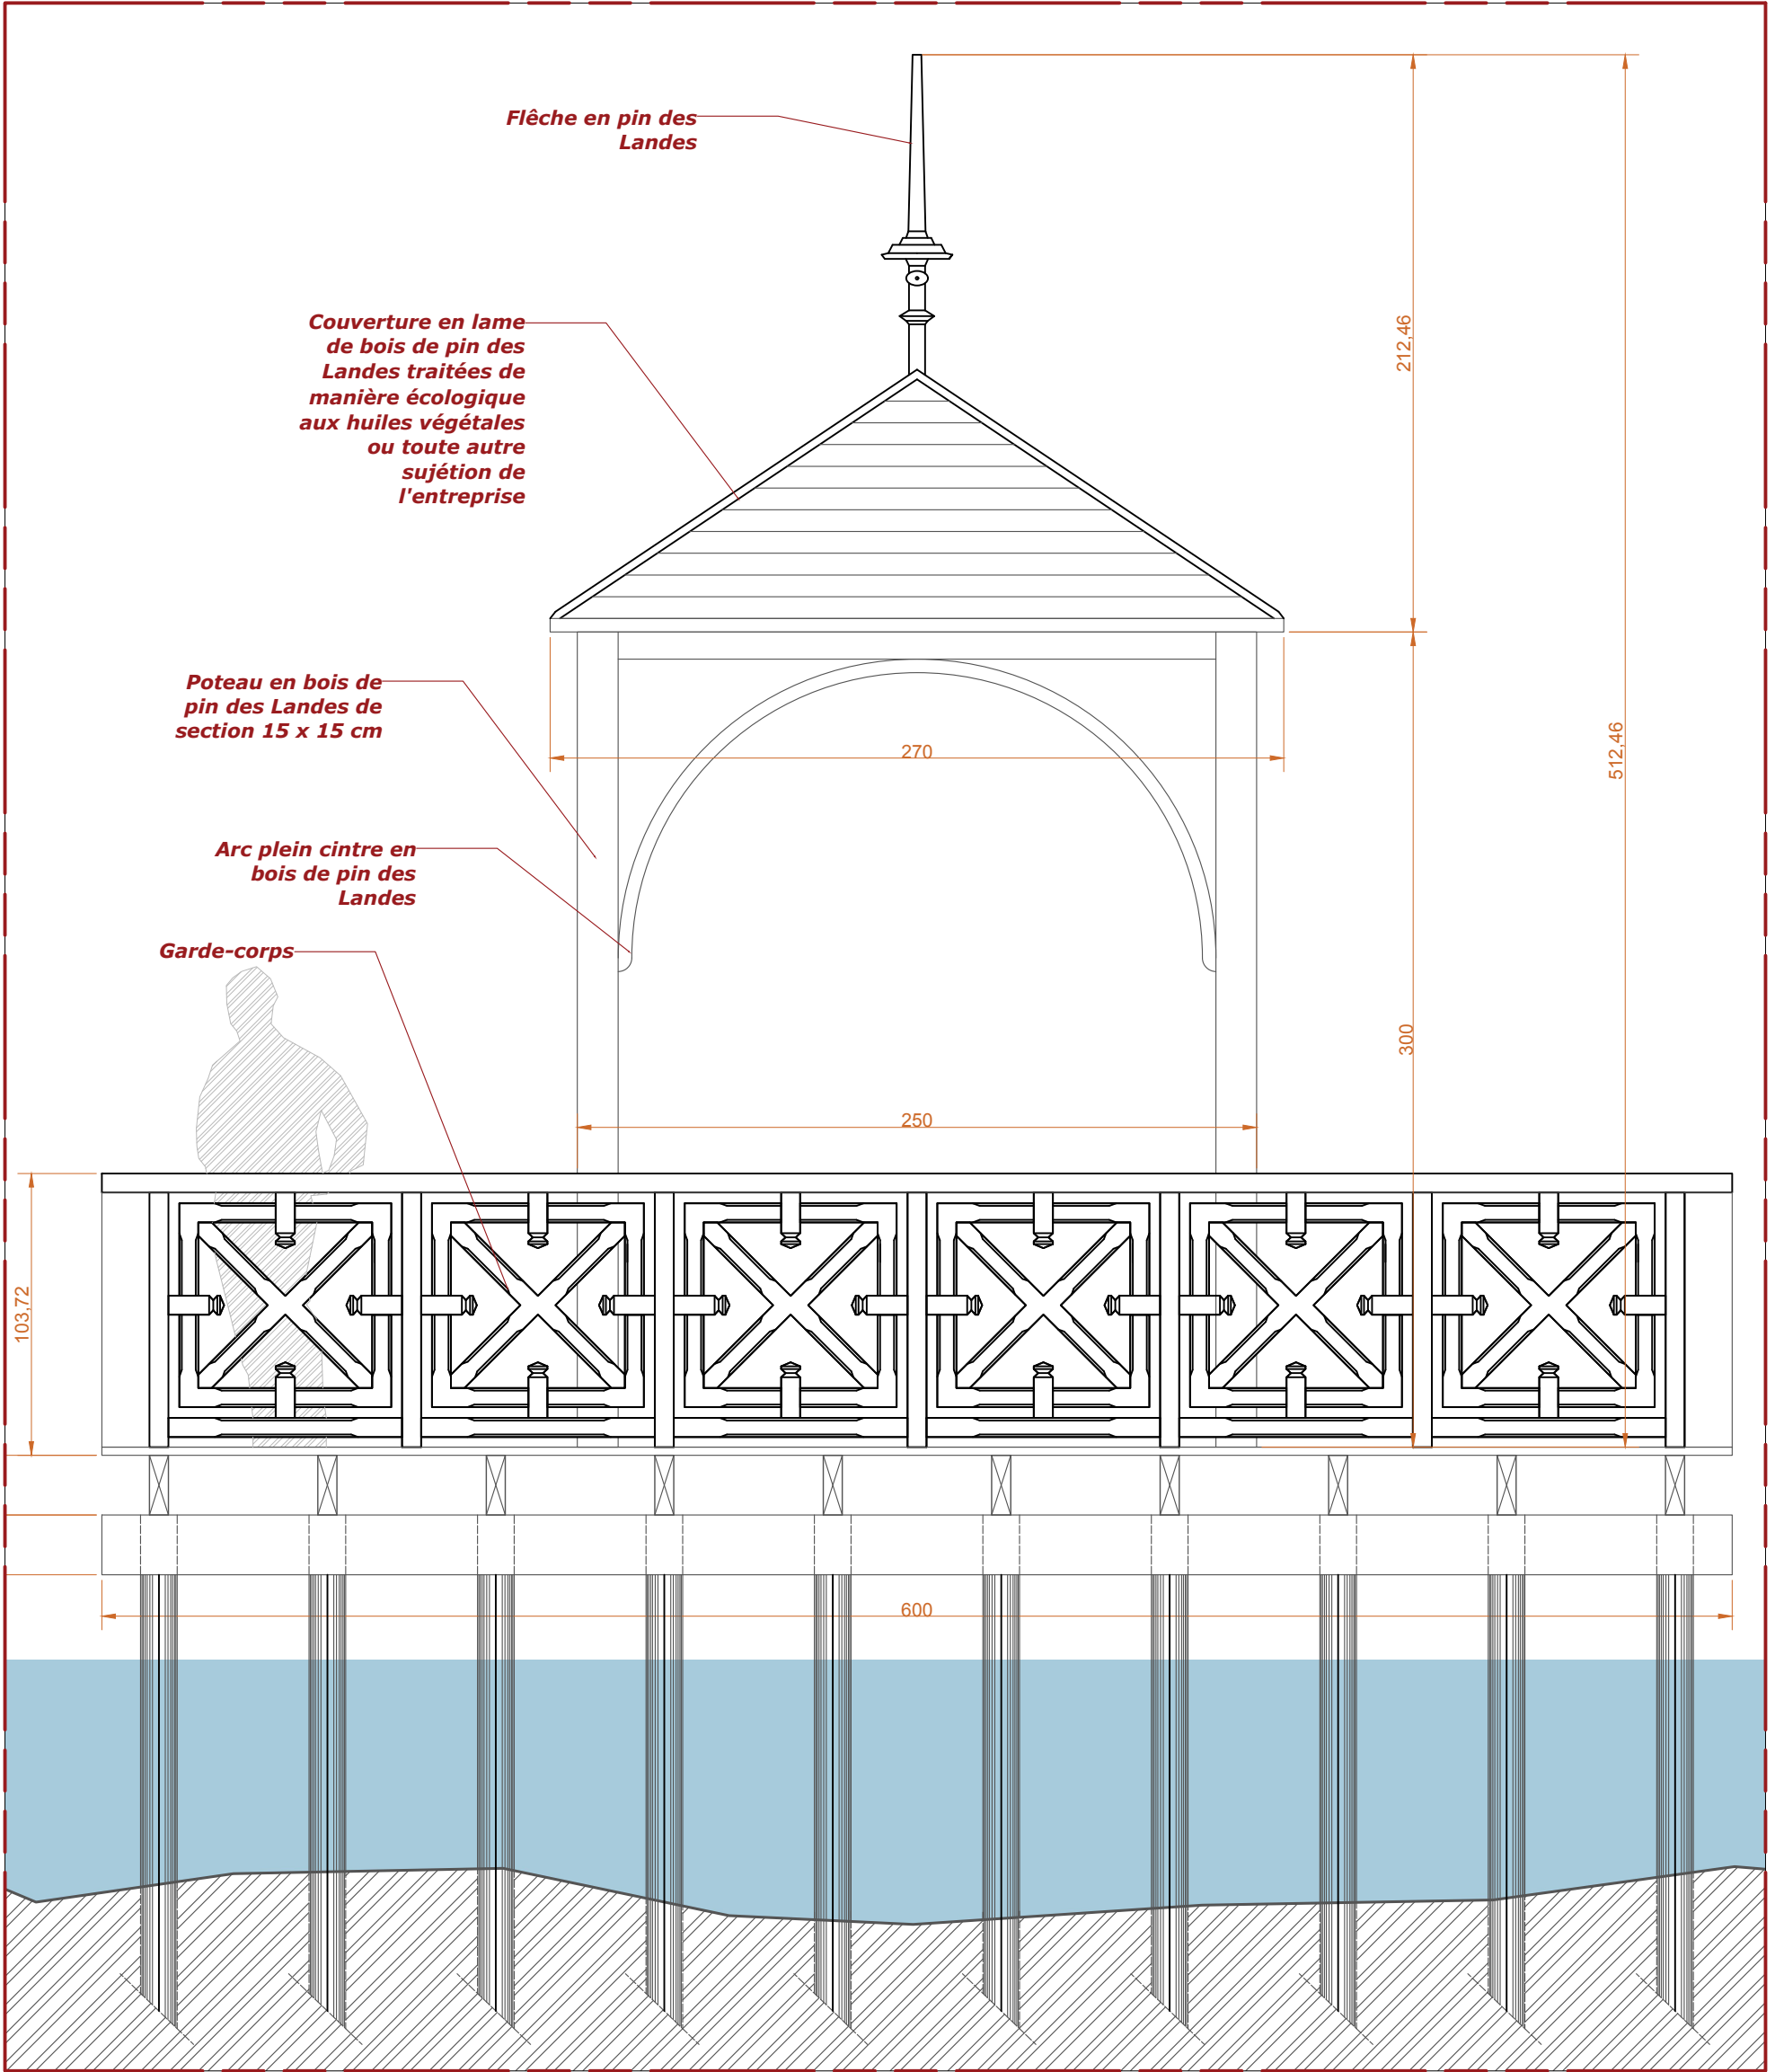 Flêche en pin des
Landes
Couverture en lame
de bois de pin des
Landes traitées de
manière écologique
aux huiles végétales
ou toute autre
sujétion de
l'entreprise
212,46
Poteau en bois de
pin des Landes de
section 15 x 15 cm
270
512,46
Arc plein cintre en
bois de pin des
Landes
Garde-corps
300
250
103,72
600